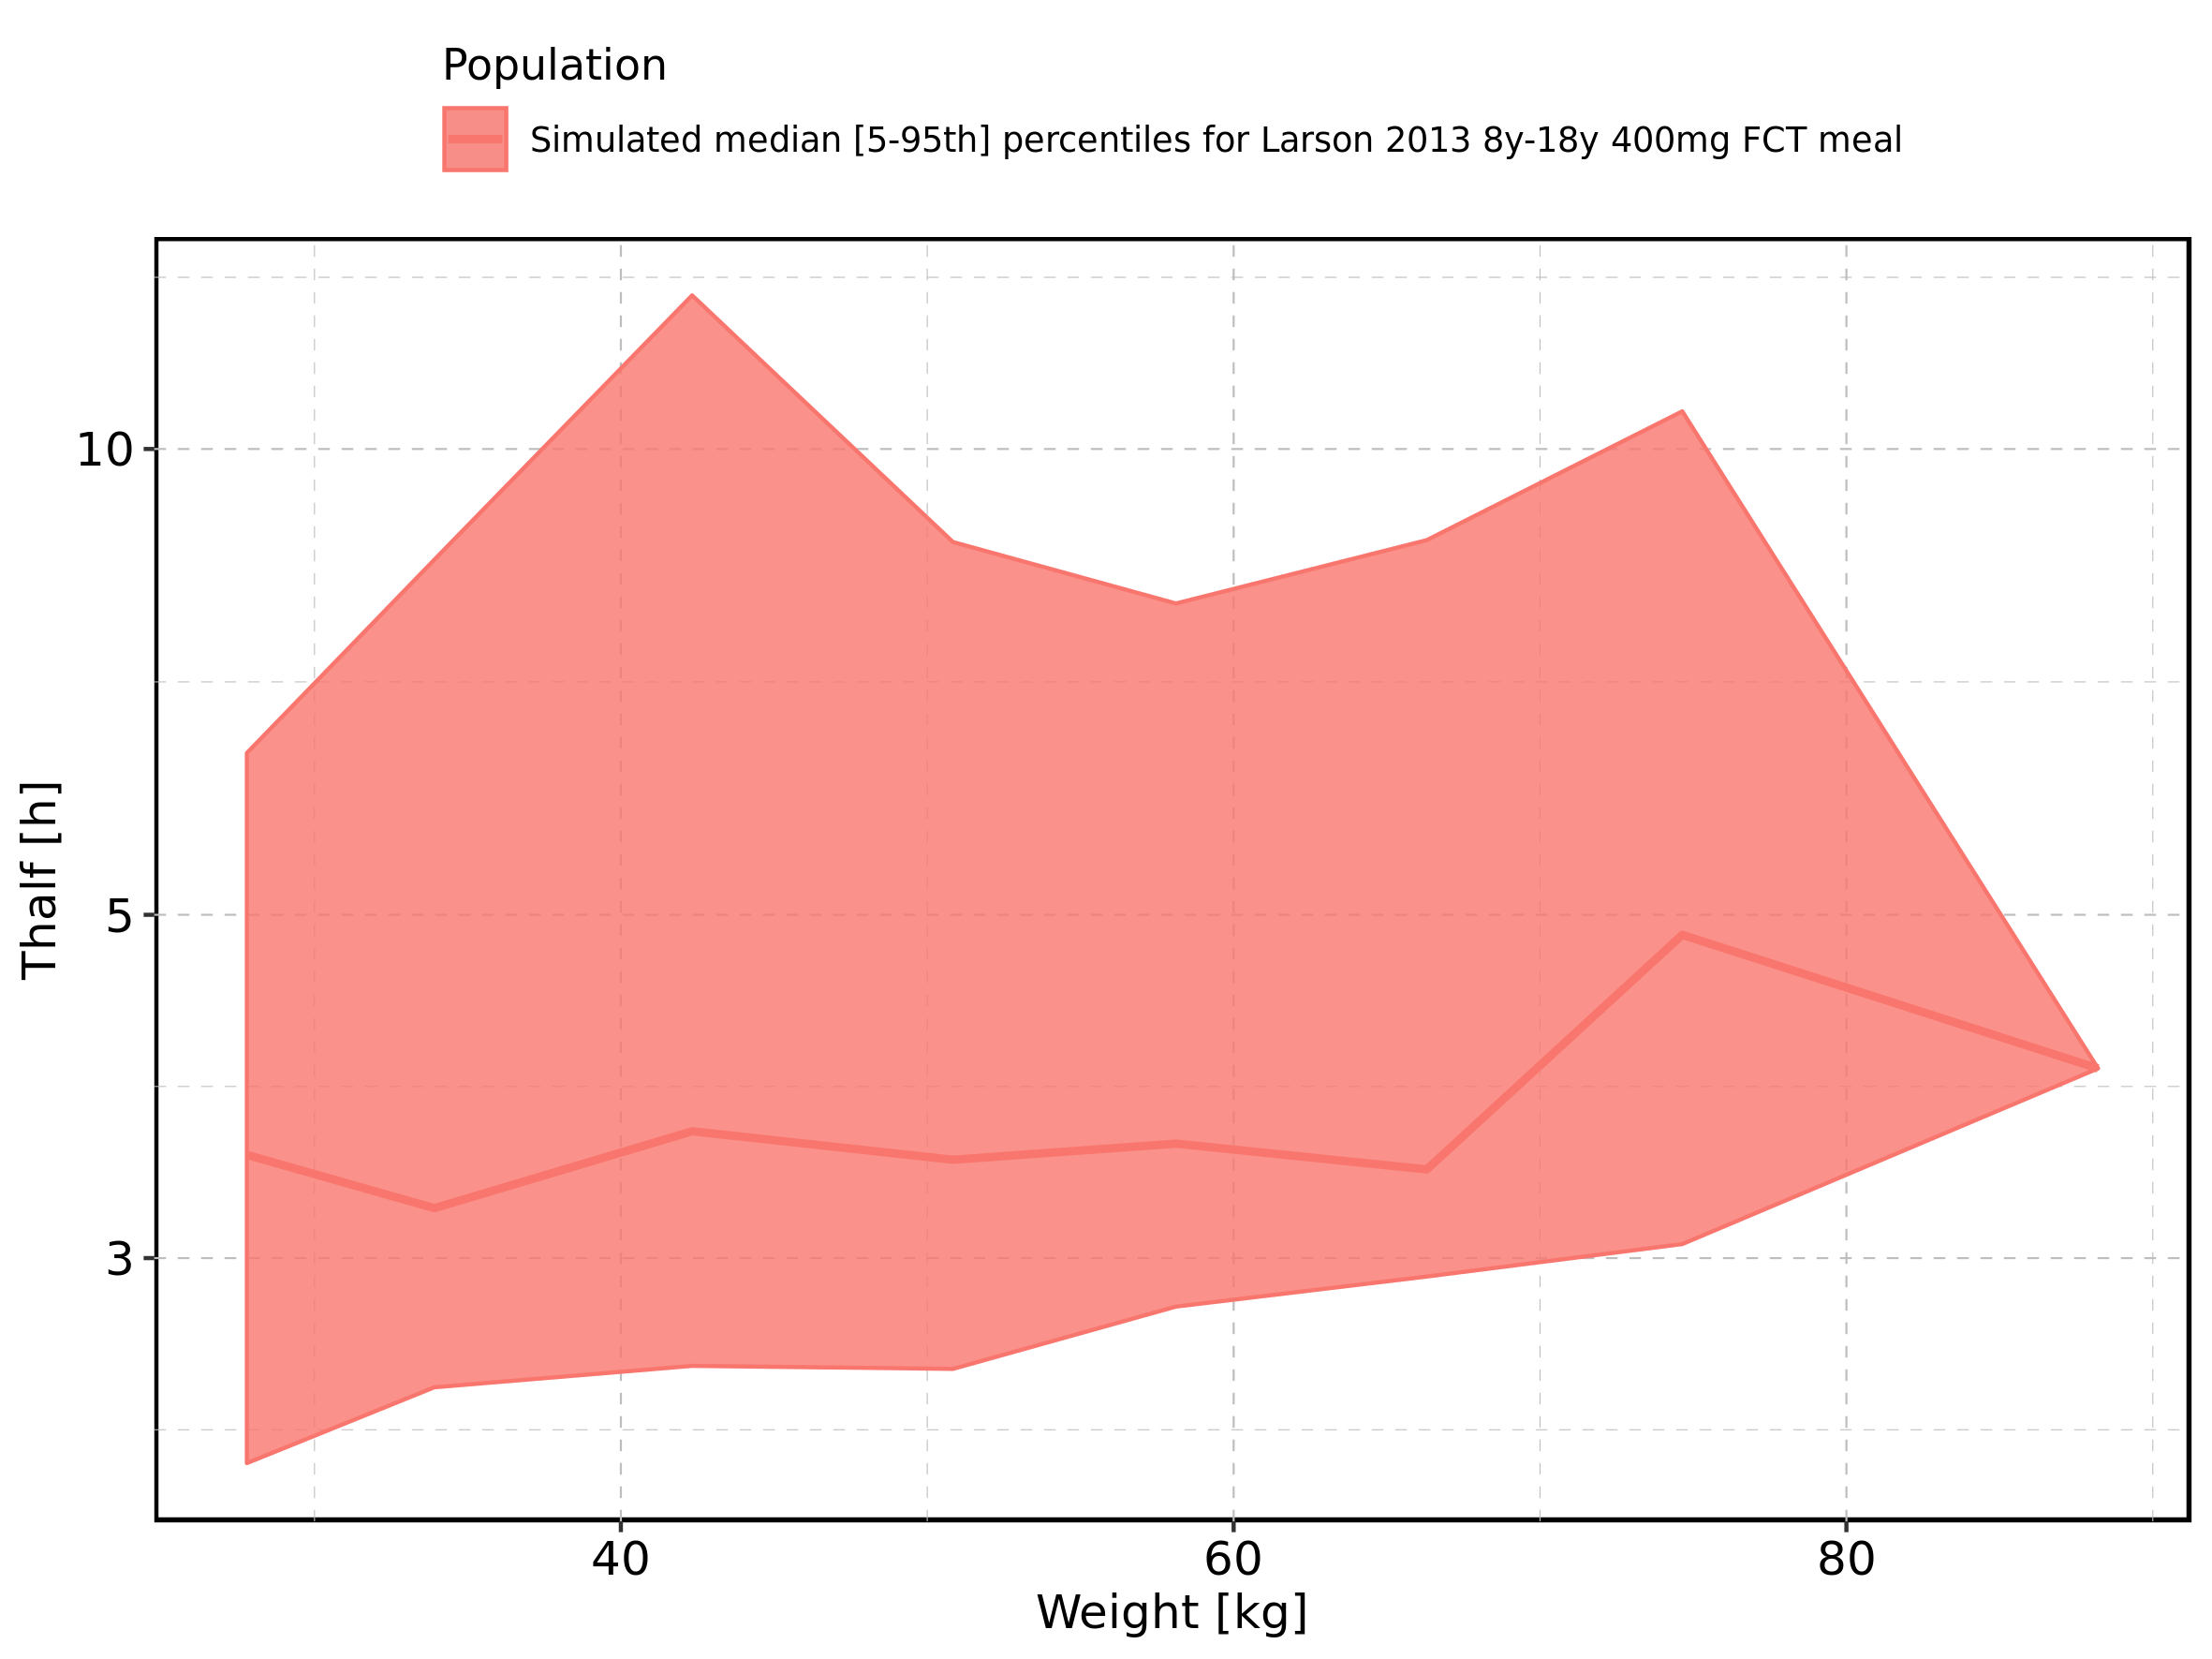 Population
Simulated median [5-95th] percentiles for Larson 2013 8y-18y 400mg FCT meal
Thalf [h]
10
5
3
40 60 80
Weight [kg]